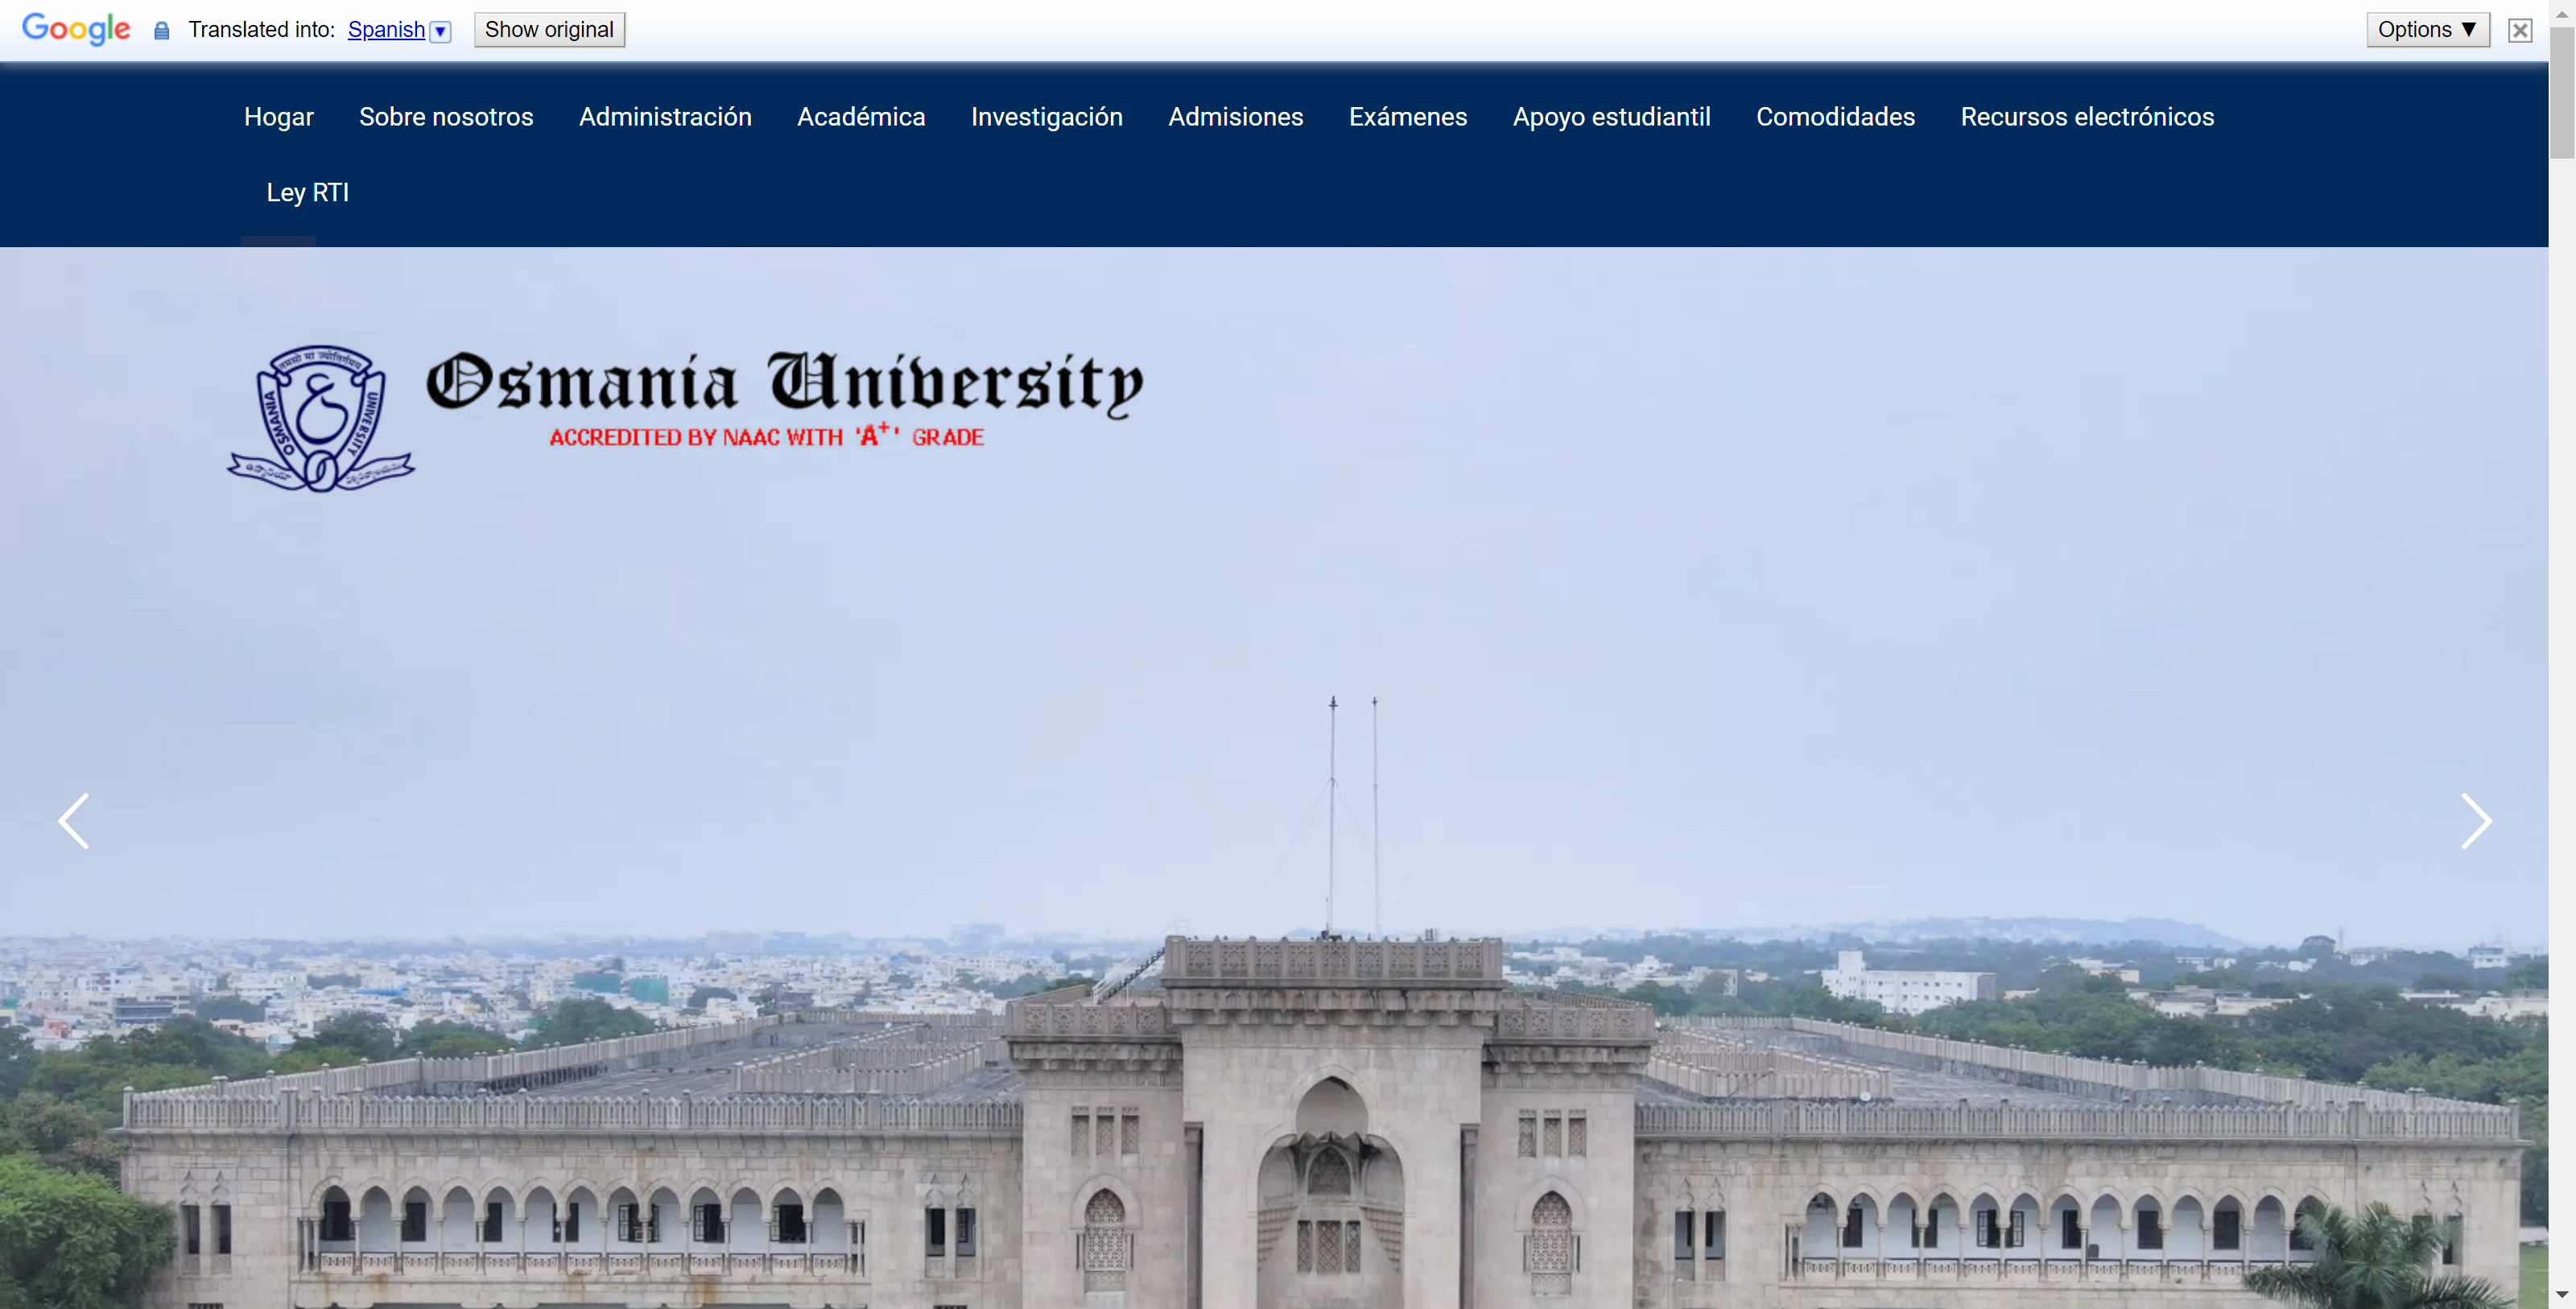 Google Translated into: Spanish ▼ Show original Options ▼
Hogar Sobre nosotros Administración Académica Investigación Admisiones Exámenes Apoyo estudiantil Comodidades Recursos electrónicos
Ley RTI
Osmania University
ACCREDITED BY NAAC WITH 'A+' GRADE
OSMANIA UNIVERSITY